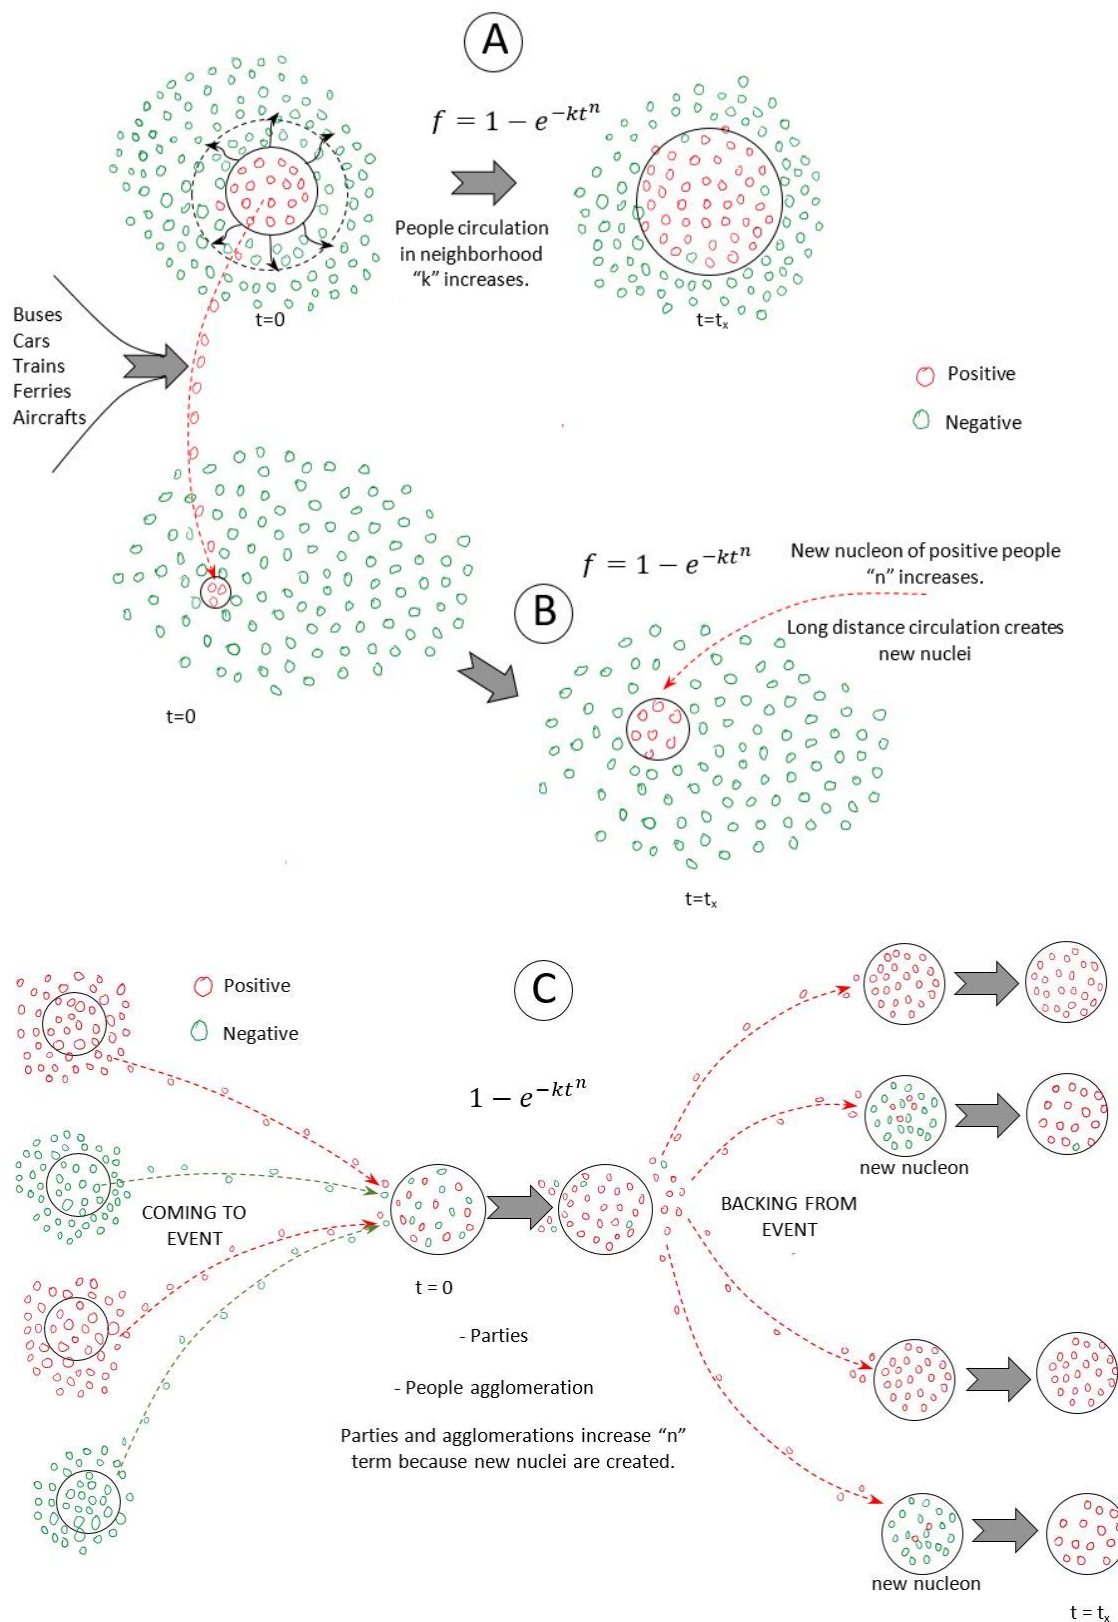 A
f = 1 − e^{−kt^n}
People circulation
in neighborhood
“k” increases.
t=0
t=tₓ
Buses
Cars
Trains
Ferries
Aircrafts
Positive
Negative
f = 1 − e^{−kt^n}
New nucleon of positive people
“n” increases.
B
Long distance circulation creates
new nuclei
t=0
t=tₓ
C
Positive
Negative
1 − e^{−kt^n}
new nucleon
COMING TO
EVENT
BACKING FROM
EVENT
t = 0
- Parties
- People agglomeration
Parties and agglomerations increase “n”
term because new nuclei are created.
new nucleon
t = tₓ